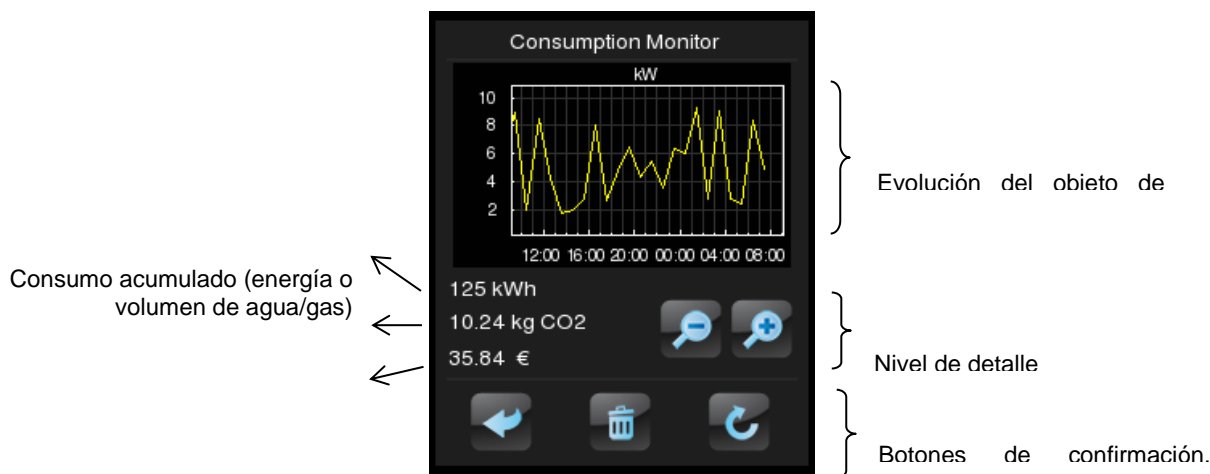 Consumption Monitor
kW
10
8
6
4
2
12:00 16:00 20:00 00:00 04:00 08:00
Evolución del objeto de
Consumo acumulado (energía o
volumen de agua/gas)
125 kWh
10.24 kg CO2
35.84 €
Nivel de detalle
Botones de confirmación.